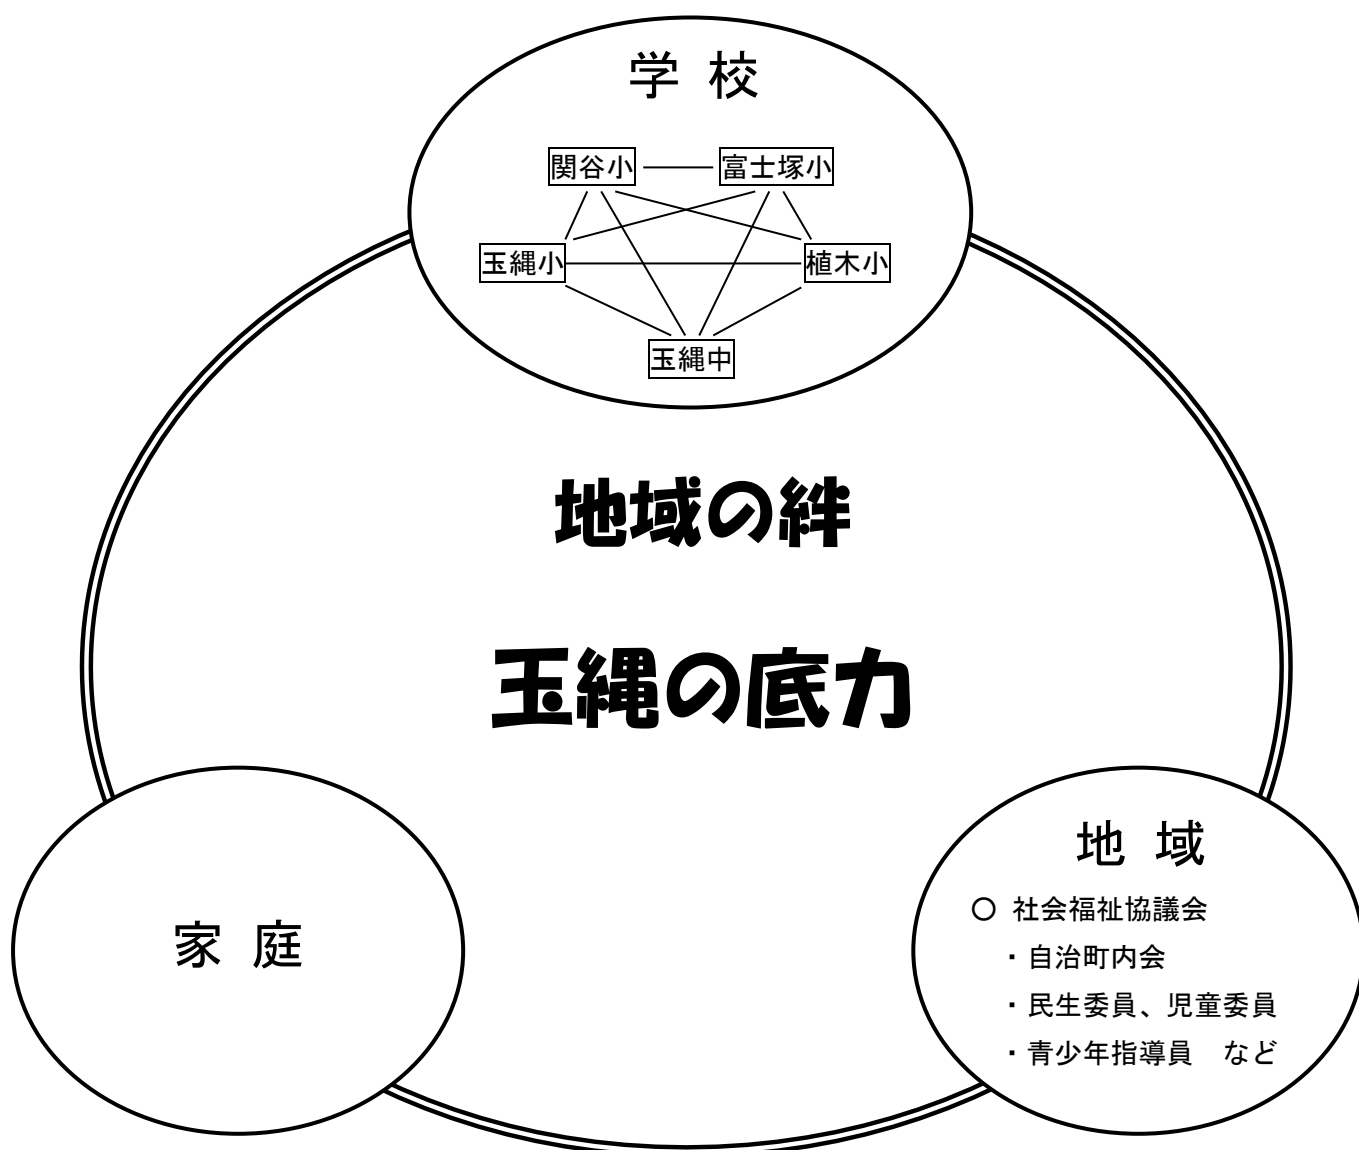 学 校
関谷小
富士塚小
玉縄小
植木小
玉縄中
地域の絆
玉縄の底力
家 庭
地 域
○ 社会福祉協議会
・自治町内会
・民生委員、児童委員
・青少年指導員　など